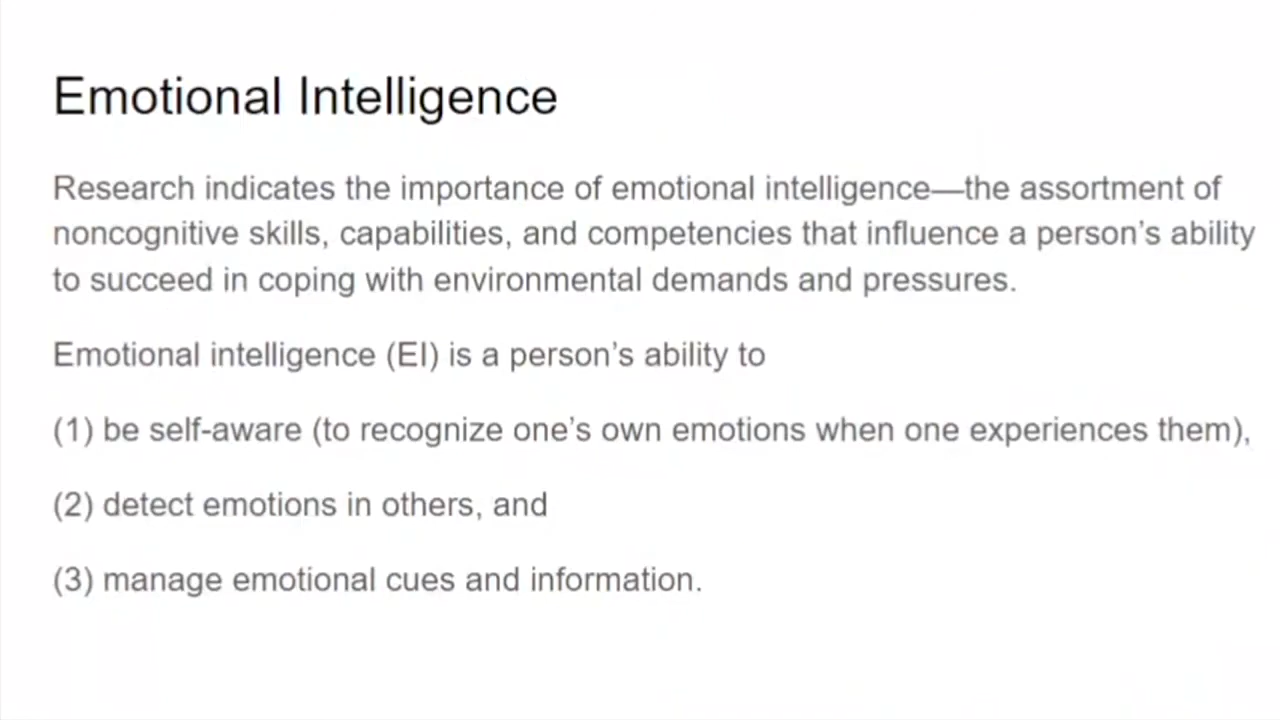 Emotional Intelligence
Research indicates the importance of emotional intelligence—the assortment of
noncognitive skills, capabilities, and competencies that influence a person’s ability
to succeed in coping with environmental demands and pressures.
Emotional intelligence (EI) is a person’s ability to
(1) be self-aware (to recognize one’s own emotions when one experiences them),
(2) detect emotions in others, and
(3) manage emotional cues and information.